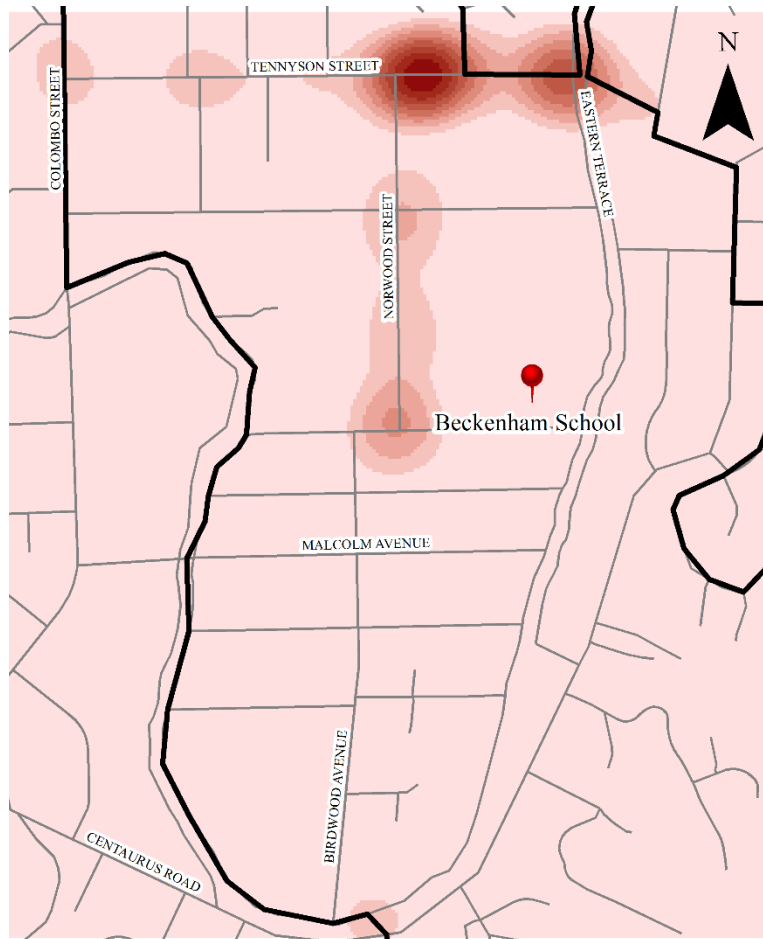 N
TENNYSON STREET
COLOMBO STREET
EASTERN TERRACE
NORWOOD STREET
Beckenham School
MALCOLM AVENUE
BIRDWOOD AVENUE
CENTAURUS ROAD